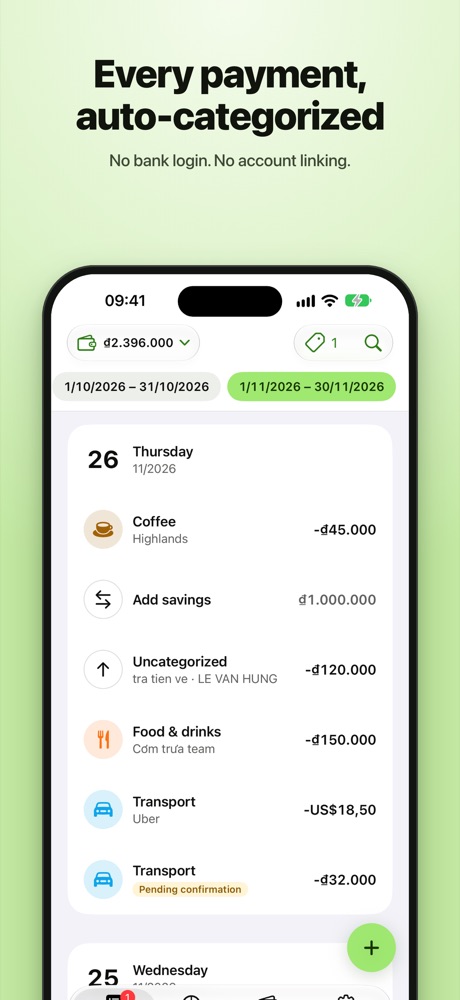 Every payment,
auto-categorized
No bank login. No account linking.
09:41
₫2.396.000
1
1/10/2026 – 31/10/2026
1/11/2026 – 30/11/2026
26
Thursday
11/2026
Coffee
Highlands
-₫45.000
Add savings
₫1.000.000
Uncategorized
tra tien ve · LE VAN HUNG
-₫120.000
Food & drinks
Cơm trưa team
-₫150.000
Transport
Uber
-US$18,50
Transport
Pending confirmation
-₫32.000
25
Wednesday
1